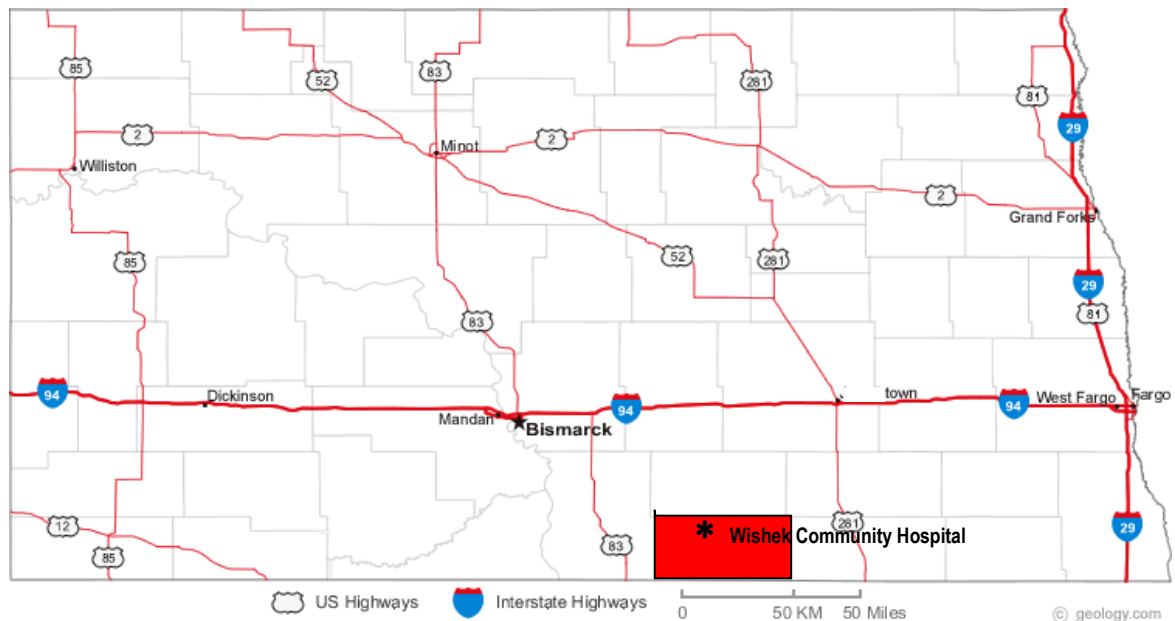 85
52
83
281
81
29
2
Minot
2
Williston
2
Grand Forks
85
52
281
29
83
81
94
Dickinson
94
town
94
West Fargo
Fargo
Mandan
Bismarck
12
85
83
* Wishek Community Hospital
281
29
US Highways
Interstate Highways
0
50 KM
50 Miles
© geology.com